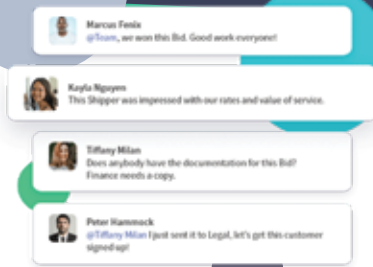 Marcus Fenix
@Team, we won this Bid. Good work everyone!
Kayla Nguyen
This Shipper was impressed with our rates and value of service.
Tiffany Milan
Does anybody have the documentation for this Bid?
Finance needs a copy.
Peter Hammock
@Tiffany Milan I just sent it to Legal, let's get this customer
signed up!